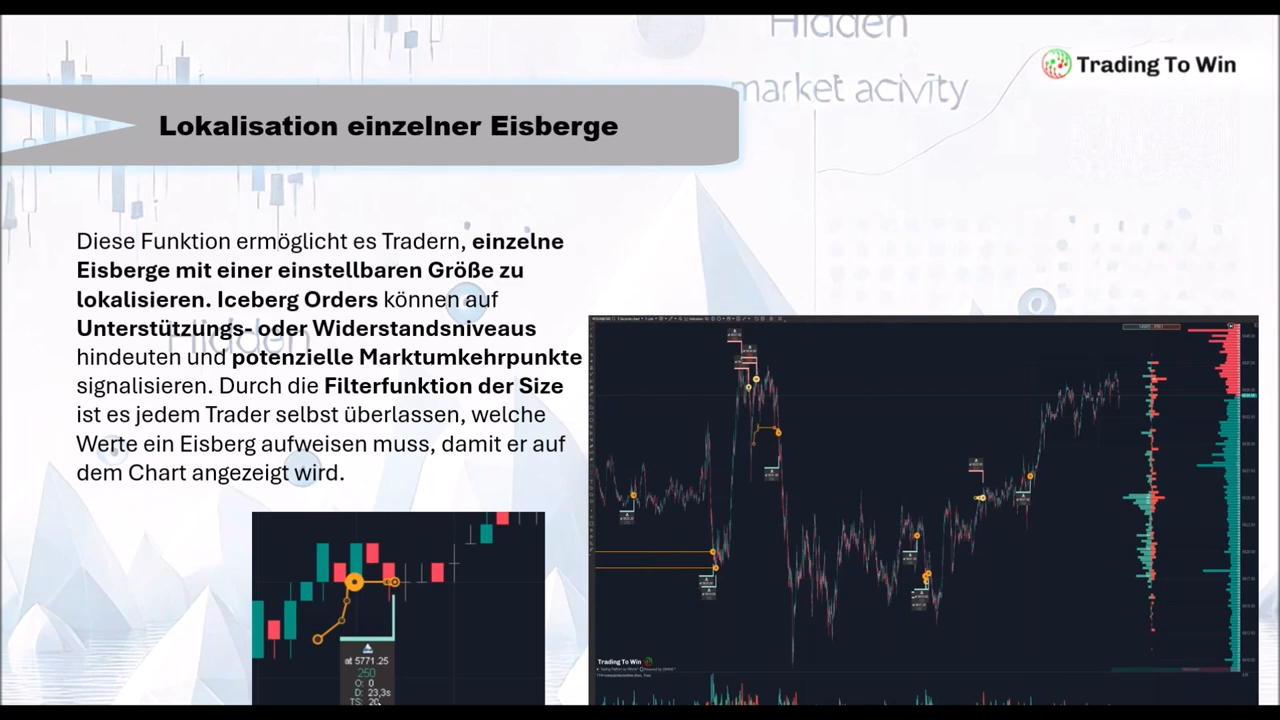 Hidden
market acivity
Trading To Win
Lokalisation einzelner Eisberge
Diese Funktion ermöglicht es Tradern, einzelne
Eisberge mit einer einstellbaren Größe zu
lokalisieren. Iceberg Orders können auf
Unterstützungs- oder Widerstandsniveaus
hindeuten und potenzielle Marktumkehrpunkte
signalisieren. Durch die Filterfunktion der Size
ist es jedem Trader selbst überlassen, welche
Werte ein Eisberg aufweisen muss, damit er auf
dem Chart angezeigt wird.
Hidden
at 5771.25
250
O: 0
D: 23,3s
TS: 20
Trading To Win